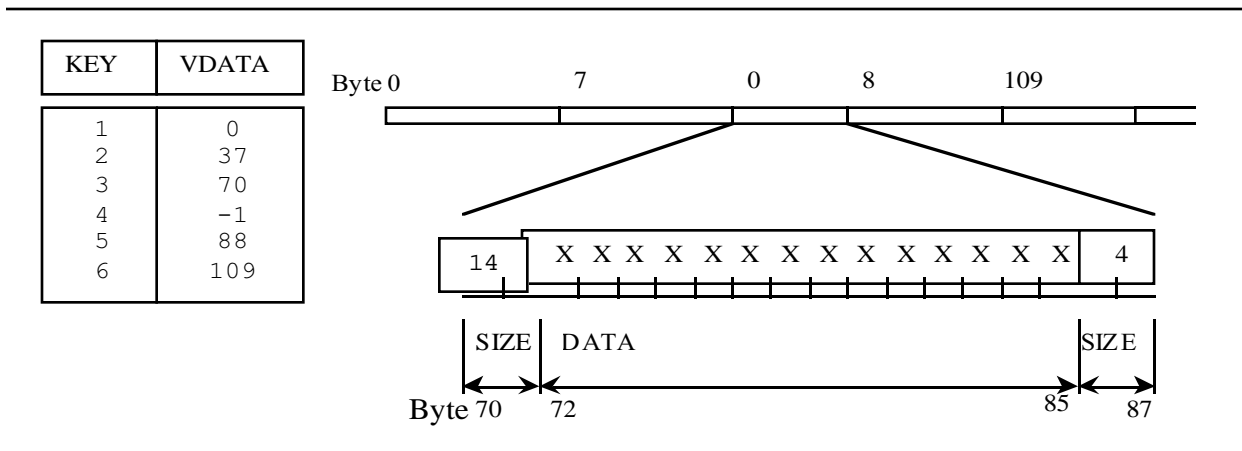 KEY VDATA
1 0
2 37
3 70
4 -1
5 88
6 109
Byte 0 7 0 8 109
14 X X X X X X X X X X X X X X 4
SIZE DATA SIZE
Byte 70 72 85 87